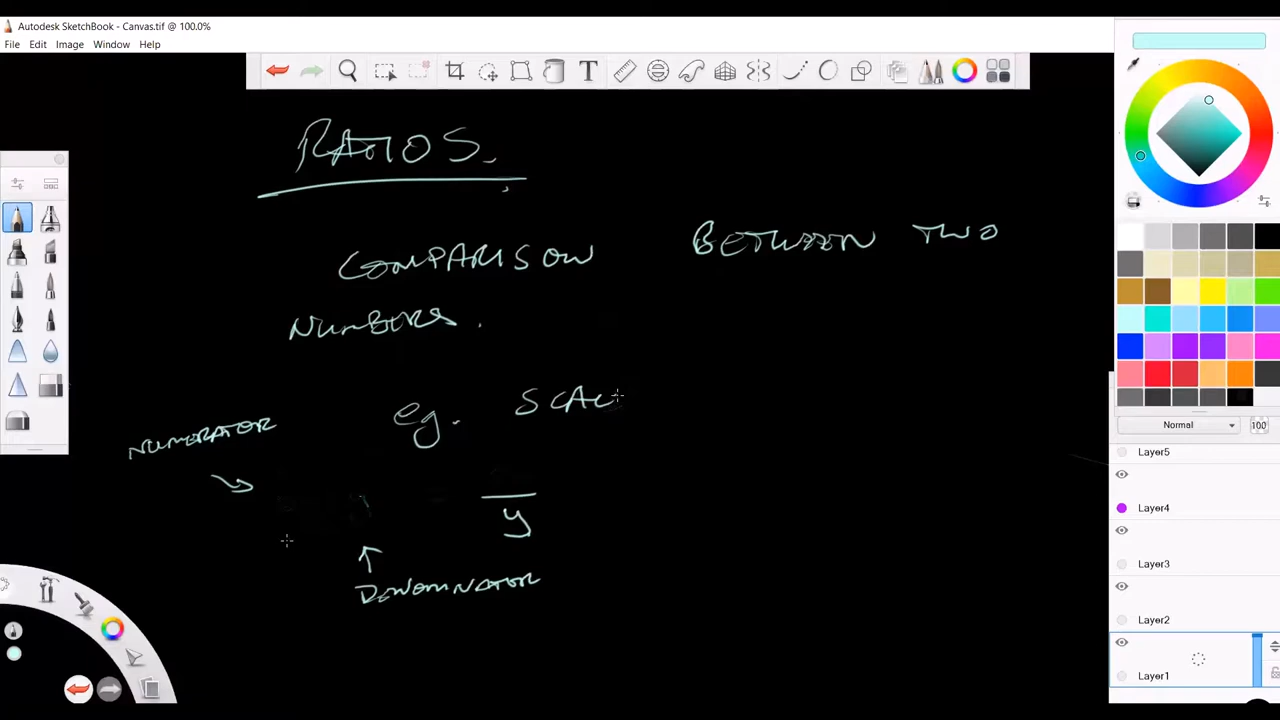 Autodesk SketchBook - Canvas.tif @ 100.0%
File Edit Image Window Help
T
RATIOS.
COMPARISON BETWEEN TWO
NUMBERS.
eg. SCAL
NUMERATOR
y
DENOMINATOR
Normal 100
Layer5
Layer4
Layer3
Layer2
Layer1